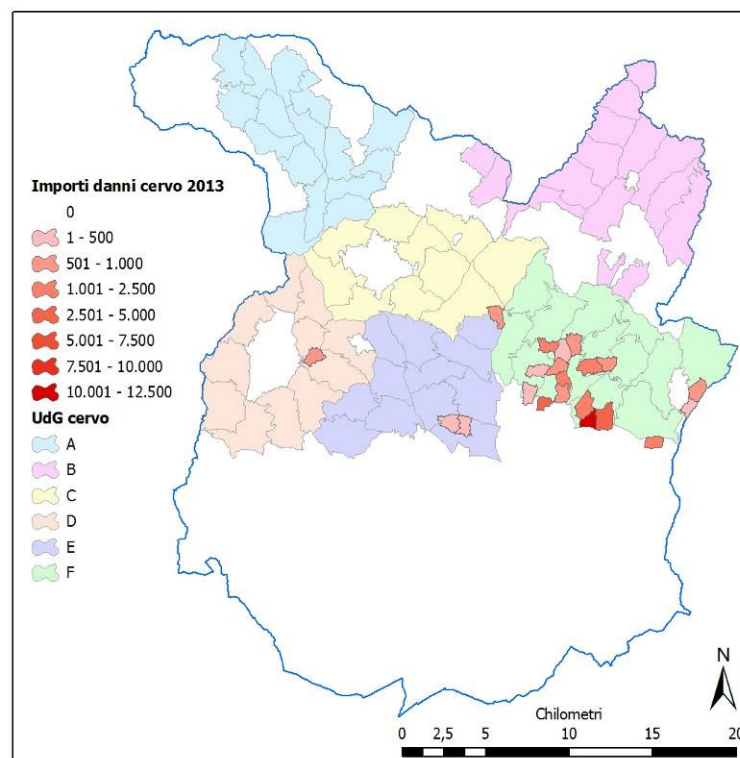 Importi danni cervo 2013
0
1 - 500
501 - 1.000
1.001 - 2.500
2.501 - 5.000
5.001 - 7.500
7.501 - 10.000
10.001 - 12.500
UdG cervo
A
B
C
D
E
F
N
Chilometri
0 2,5 5 10 15 20